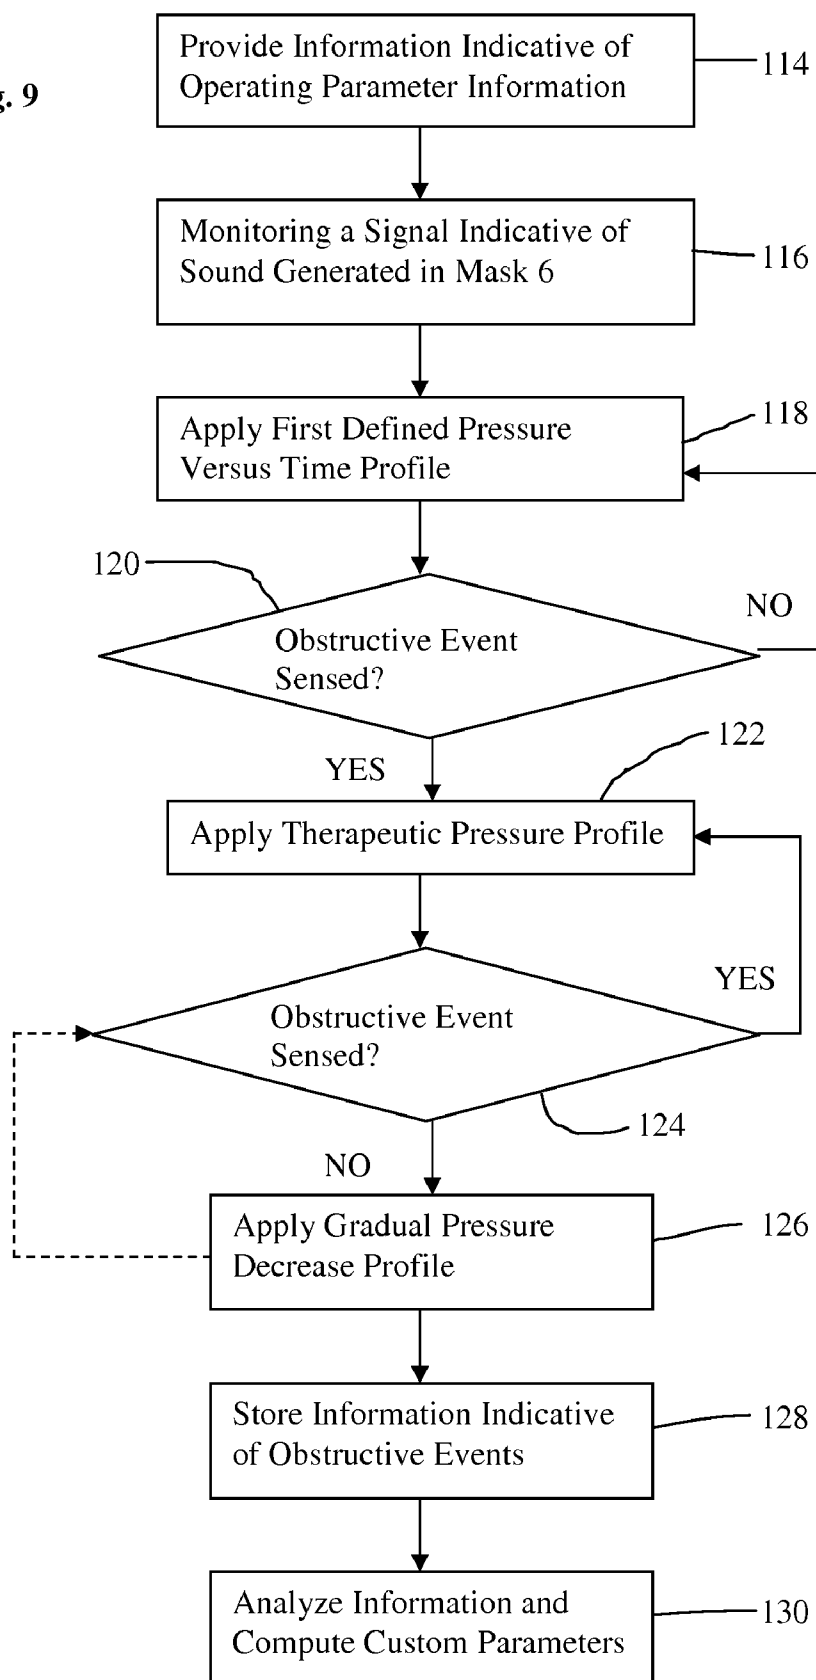 Provide Information Indicative of
Operating Parameter Information
114
g. 9
Monitoring a Signal Indicative of
Sound Generated in Mask 6
116
Apply First Defined Pressure
Versus Time Profile
118
120
Obstructive Event
Sensed?
NO
YES
122
Apply Therapeutic Pressure Profile
Obstructive Event
Sensed?
YES
124
NO
Apply Gradual Pressure
Decrease Profile
126
Store Information Indicative
of Obstructive Events
128
Analyze Information and
Compute Custom Parameters
130